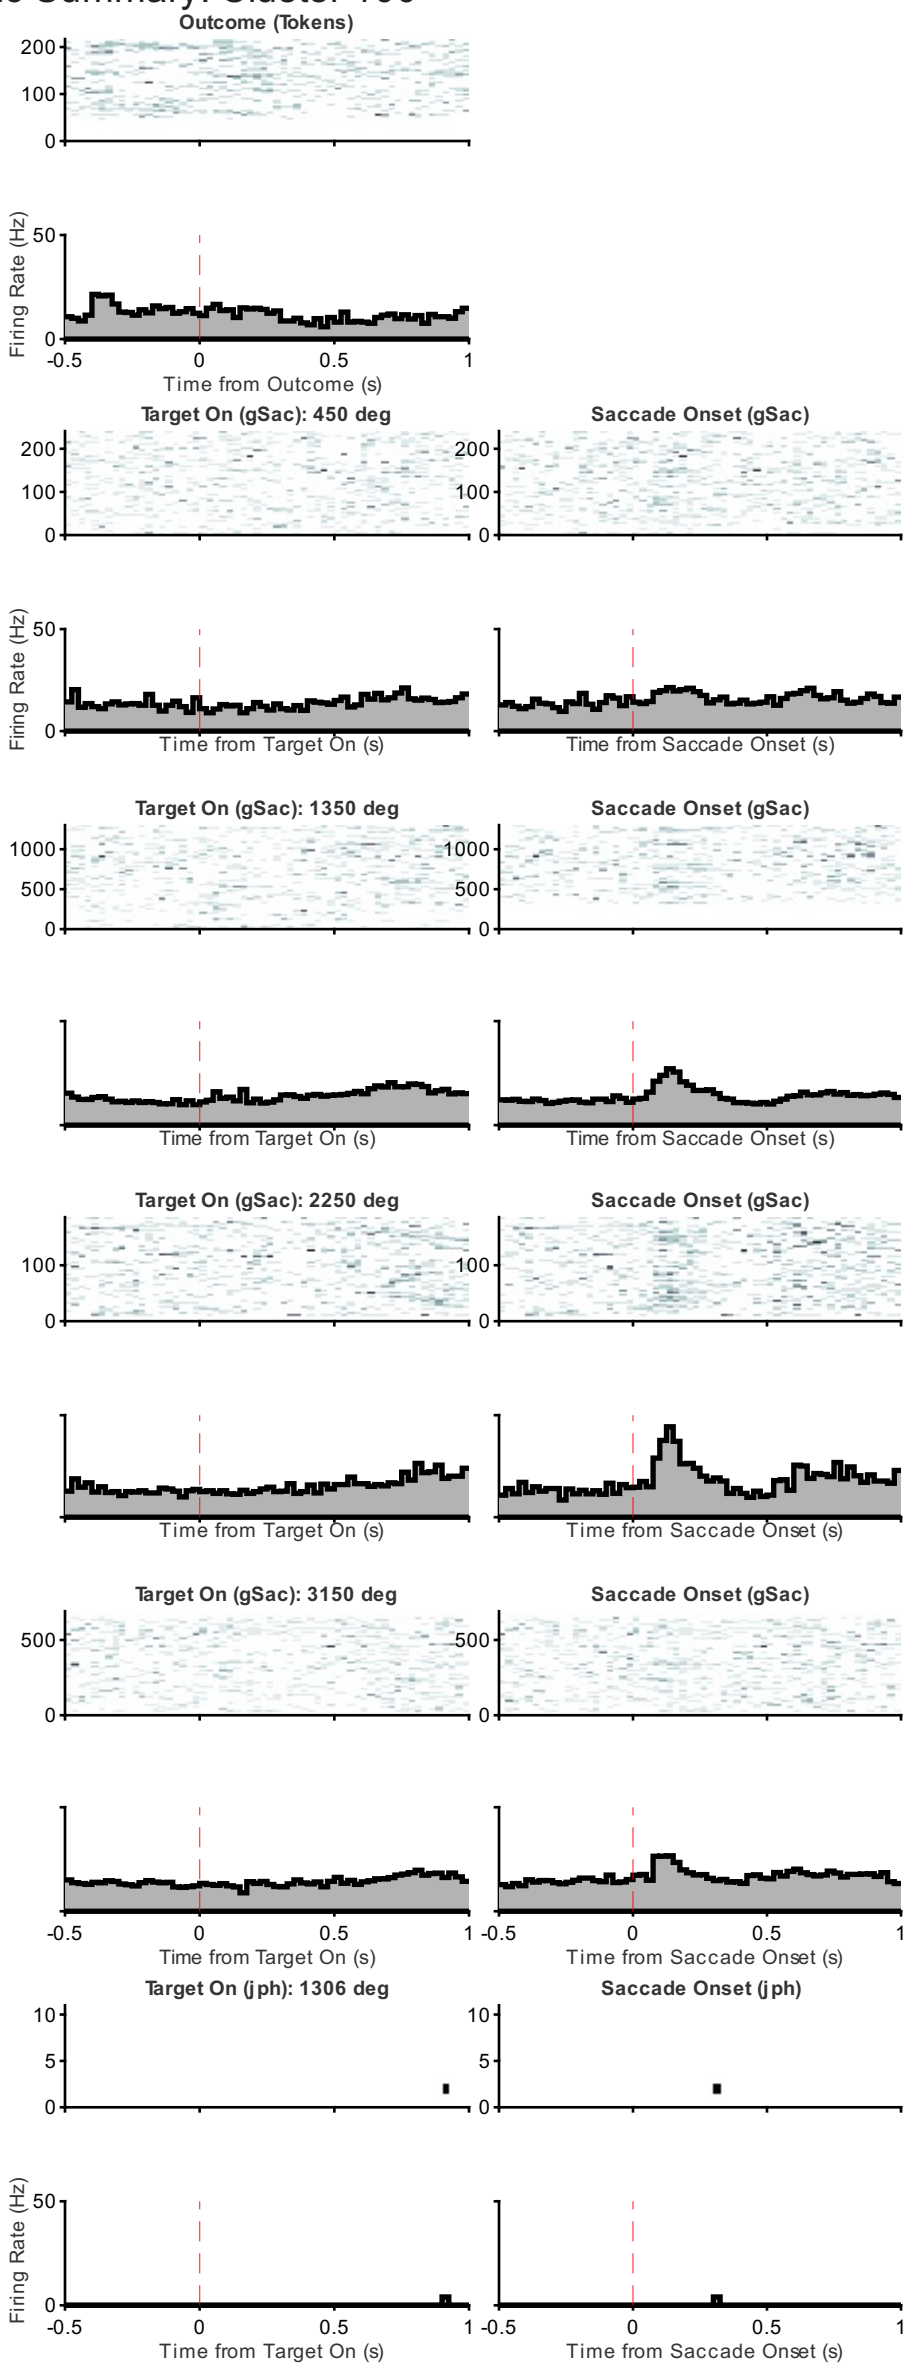 Summary: Cluster
Outcome (Tokens)
200
100
0
Firing Rate (Hz)
50
0
-0.5 0 0.5 1
Time from Outcome (s)
Target On (gSac): 450 deg Saccade Onset (gSac)
200 200
100 100
0 0
Firing Rate (Hz)
50
0
Time from Target On (s) Time from Saccade Onset (s)
Target On (gSac): 1350 deg Saccade Onset (gSac)
1000 1000
500 500
0 0
Time from Target On (s) Time from Saccade Onset (s)
Target On (gSac): 2250 deg Saccade Onset (gSac)
100 100
0 0
Time from Target On (s) Time from Saccade Onset (s)
Target On (gSac): 3150 deg Saccade Onset (gSac)
500 500
0 0
-0.5 0 0.5 1 -0.5 0 0.5 1
Time from Target On (s) Time from Saccade Onset (s)
Target On (jph): 1306 deg Saccade Onset (jph)
10 10
5 5
0 0
Firing Rate (Hz)
50
0
-0.5 0 0.5 1 -0.5 0 0.5 1
Time from Target On (s) Time from Saccade Onset (s)